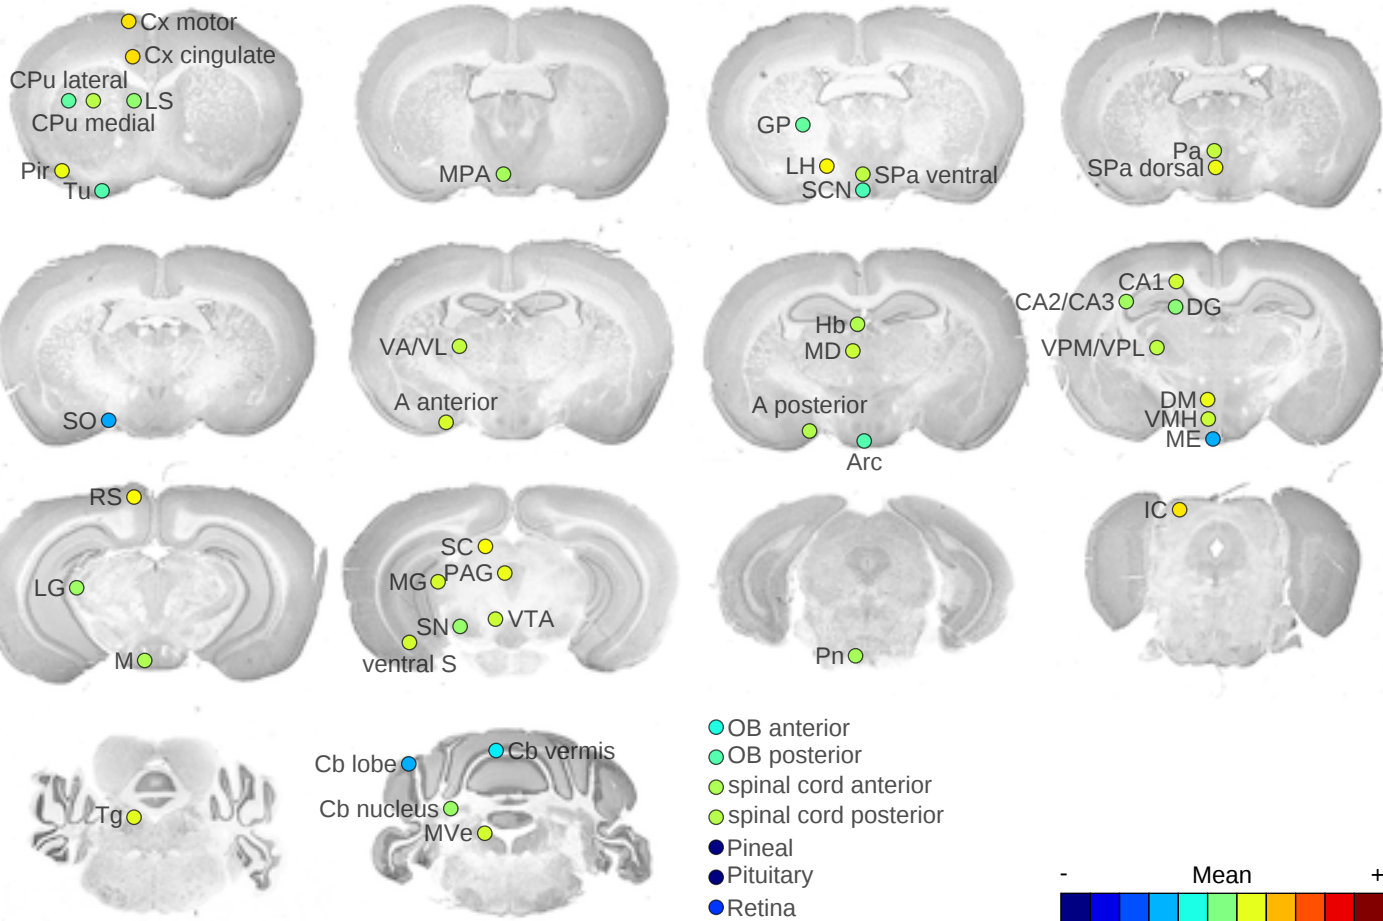 Cx motor
Cx cingulate
CPu lateral
LS
CPu medial
Pir
Tu
MPA
GP
LH
SPa ventral
SCN
Pa
SPa dorsal
SO
VA/VL
A anterior
Hb
MD
A posterior
Arc
CA1
CA2/CA3
DG
VPM/VPL
DM
VMH
ME
RS
LG
M
SC
PAG
MG
VTA
SN
ventral S
Pn
IC
Tg
Cb lobe
Cb vermis
Cb nucleus
MVe
OB anterior
OB posterior
spinal cord anterior
spinal cord posterior
Pineal
Pituitary
Retina
- Mean +